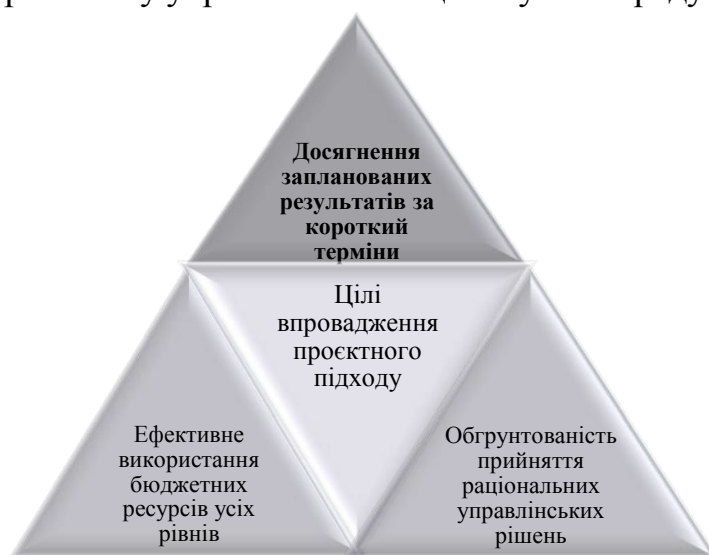 Досягнення
запланованих
результатів за
короткий
терміни
Цілі
впровадження
проєктного
підходу
Ефективне
використання
бюджетних
ресурсів усіх
рівнів
Обгрунтованість
прийняття
раціональних
управлінських
рішень